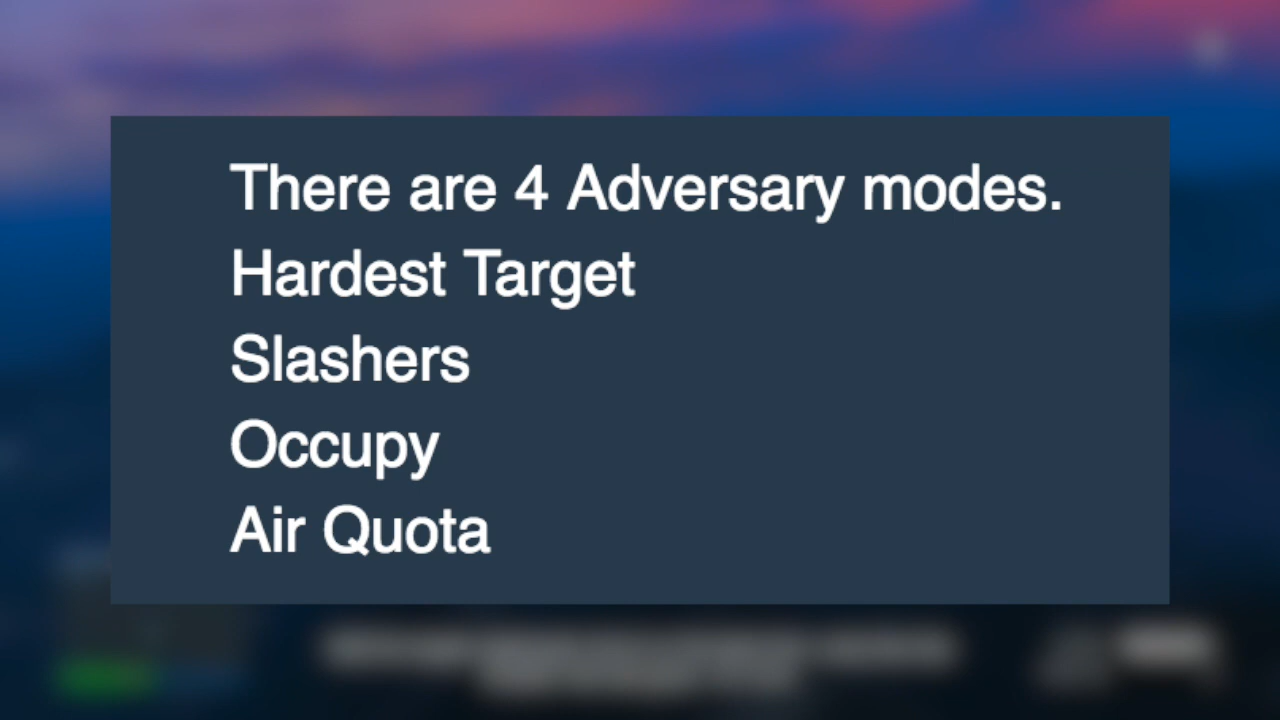 There are 4 Adversary modes.
Hardest Target
Slashers
Occupy
Air Quota